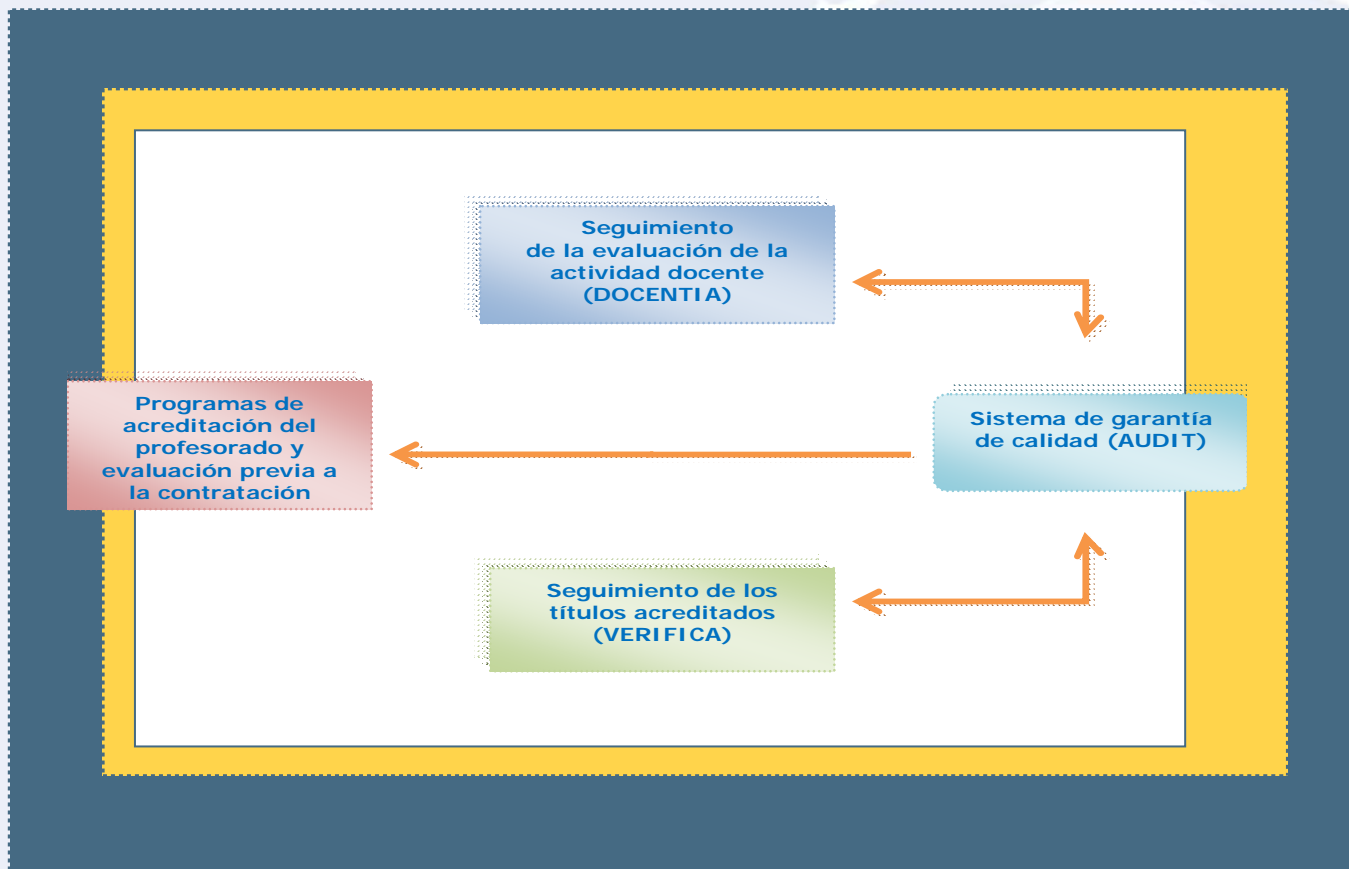 Seguimiento
de la evaluación de la
actividad docente
(DOCENTIA)
Programas de
acreditación del
profesorado y
evaluación previa a
la contratación
Sistema de garantía
de calidad (AUDIT)
Seguimiento de los
títulos acreditados
(VERIFICA)